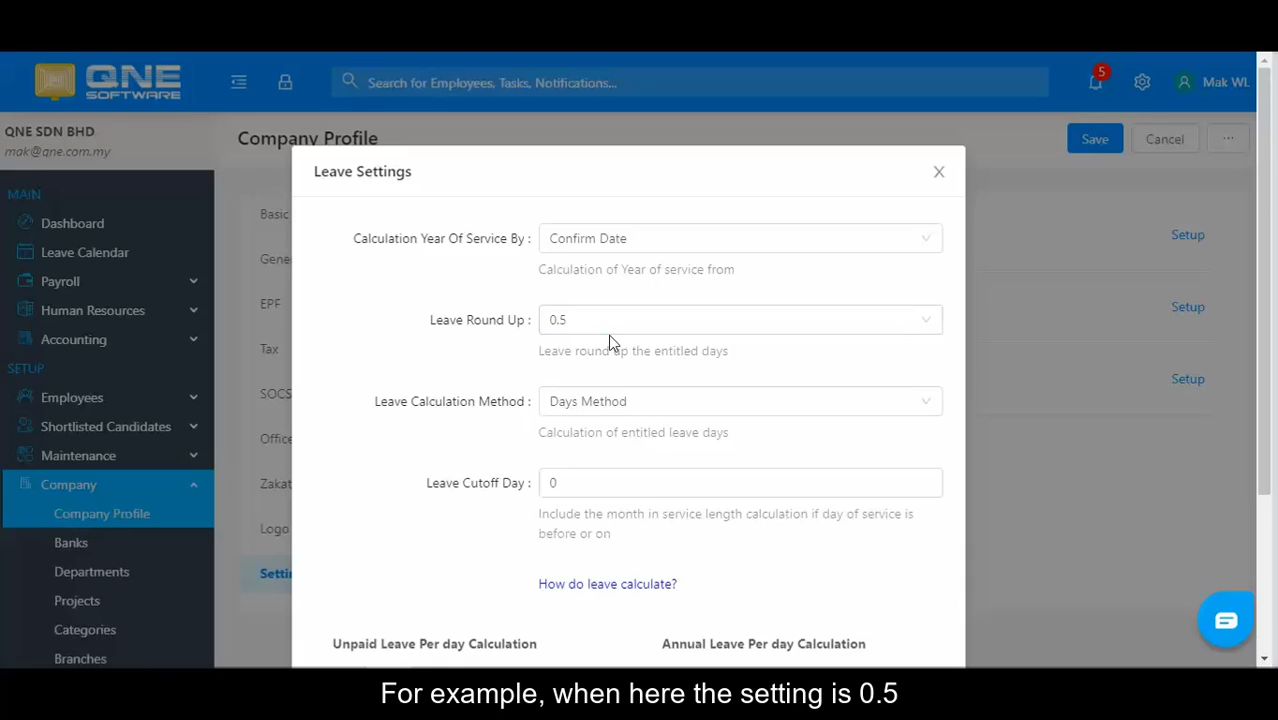 QNE
SOFTWARE
Search for Employees, Tasks, Notifications...
5
Mak WL
QNE SDN BHD
mak@qne.com.my
Company Profile
Save
Cancel
...
MAIN
Dashboard
Leave Calendar
Payroll
Human Resources
Accounting
SETUP
Employees
Shortlisted Candidates
Maintenance
Company
Company Profile
Banks
Departments
Projects
Categories
Branches
Basic
Gene
EPF
Tax
SOCS
Office
Zakat
Logo
Settin
Setup
Setup
Setup
Leave Settings
Calculation Year Of Service By :
Confirm Date
Calculation of Year of service from
Leave Round Up :
0.5
Leave round up the entitled days
Leave Calculation Method :
Days Method
Calculation of entitled leave days
Leave Cutoff Day :
0
Include the month in service length calculation if day of service is
before or on
How do leave calculate?
Unpaid Leave Per day Calculation
Annual Leave Per day Calculation
For example, when here the setting is 0.5